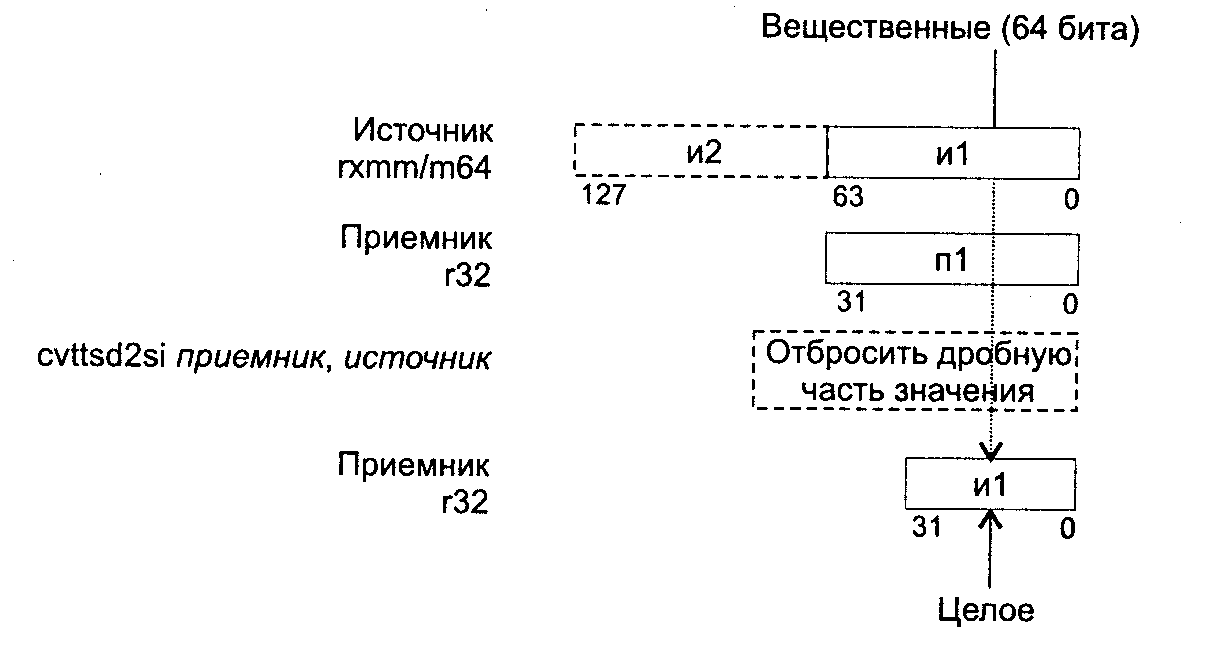 Вещественные (64 бита)
Источник
rxmm/m64
и2
и1
127
63
0
Приемник
r32
п1
31
0
cvttsd2si приемник, источник
Отбросить дробную
часть значения
Приемник
r32
и1
31
0
Целое